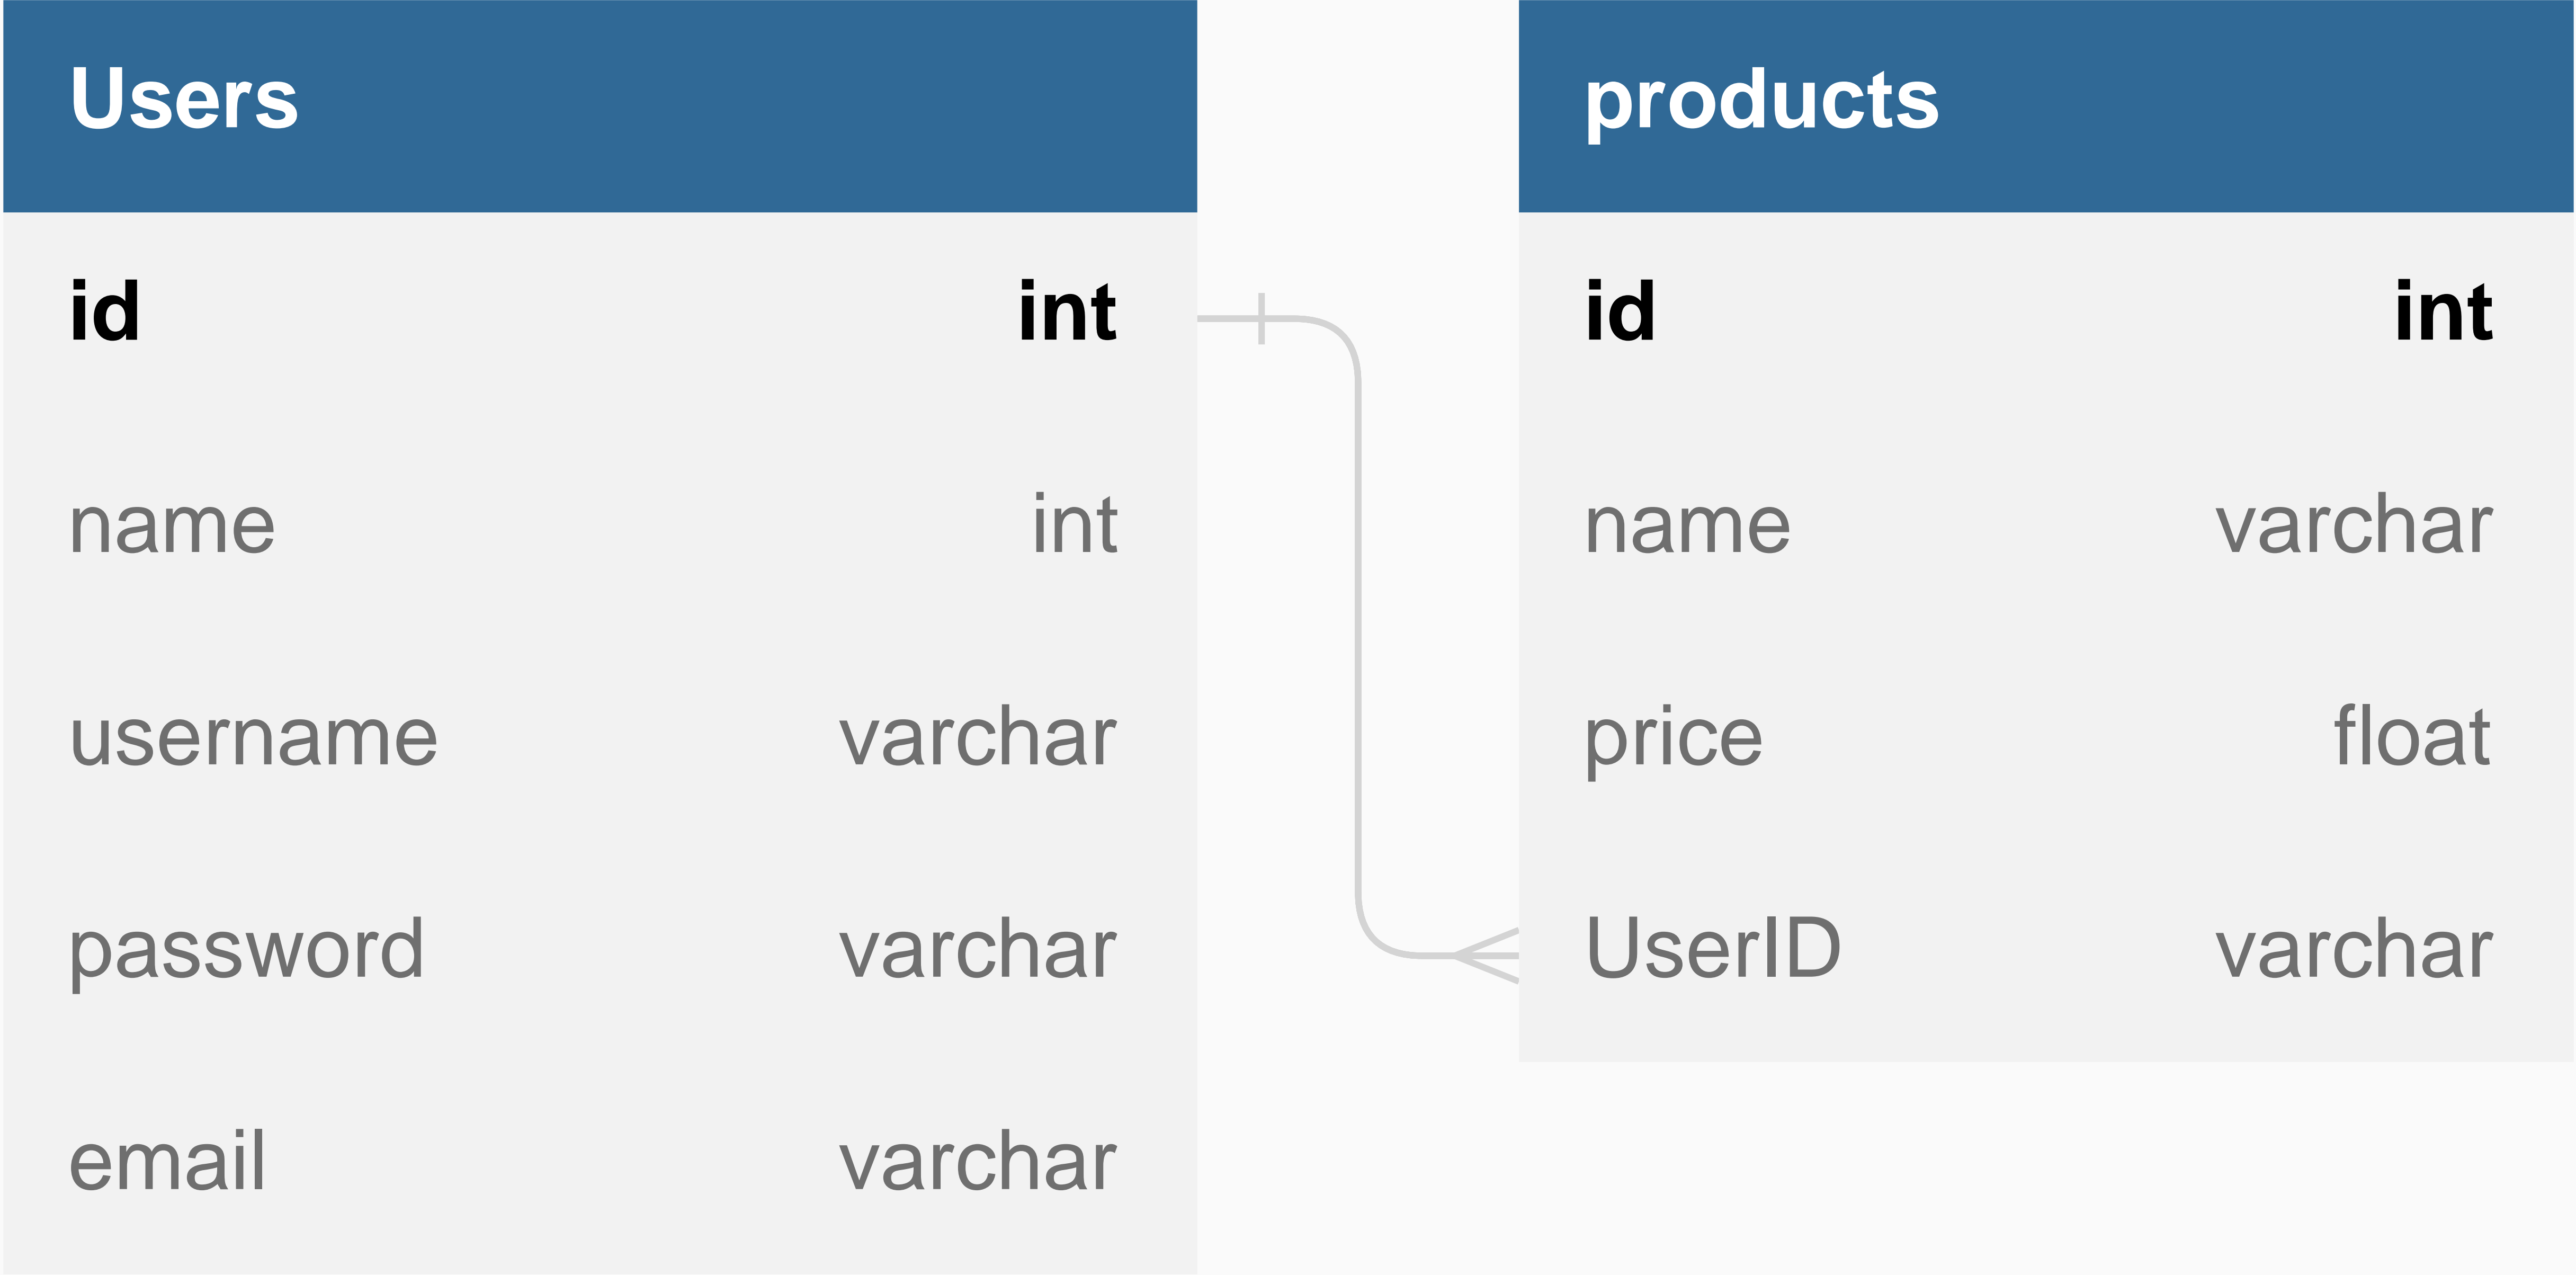 Users
id int
name int
username varchar
password varchar
email varchar
products
id int
name varchar
price float
UserID varchar